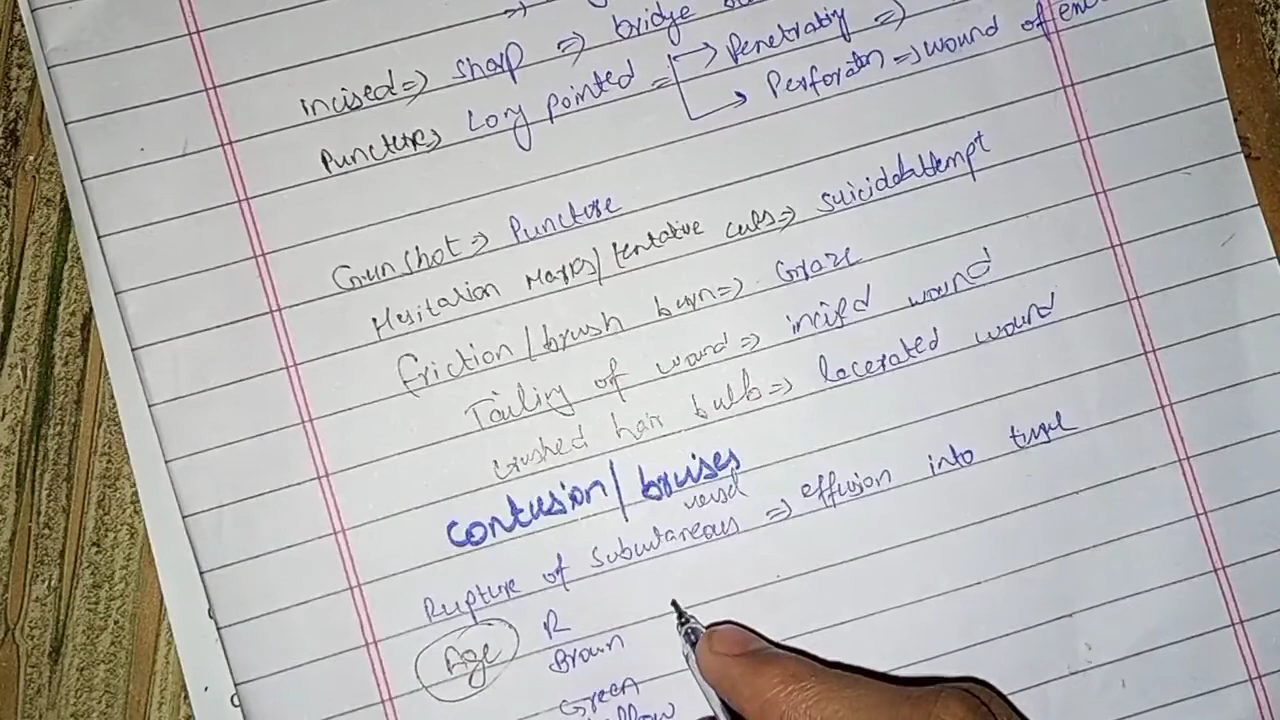 incised => sharp => bridge
Puncture => Long pointed => → Penetrating =>
→ Perforatn => wound of en
Gunshot => Puncture
Hesitation Marks/tentative cuts => suicidal attempt
friction/brush burn => Graze
Tailing of wound => incised wound
crushed hair bulb => lacerated wound
contusion/bruises
vessel
Rupture of subcutaneous => effusion into tissue
Age R
Brown
Green